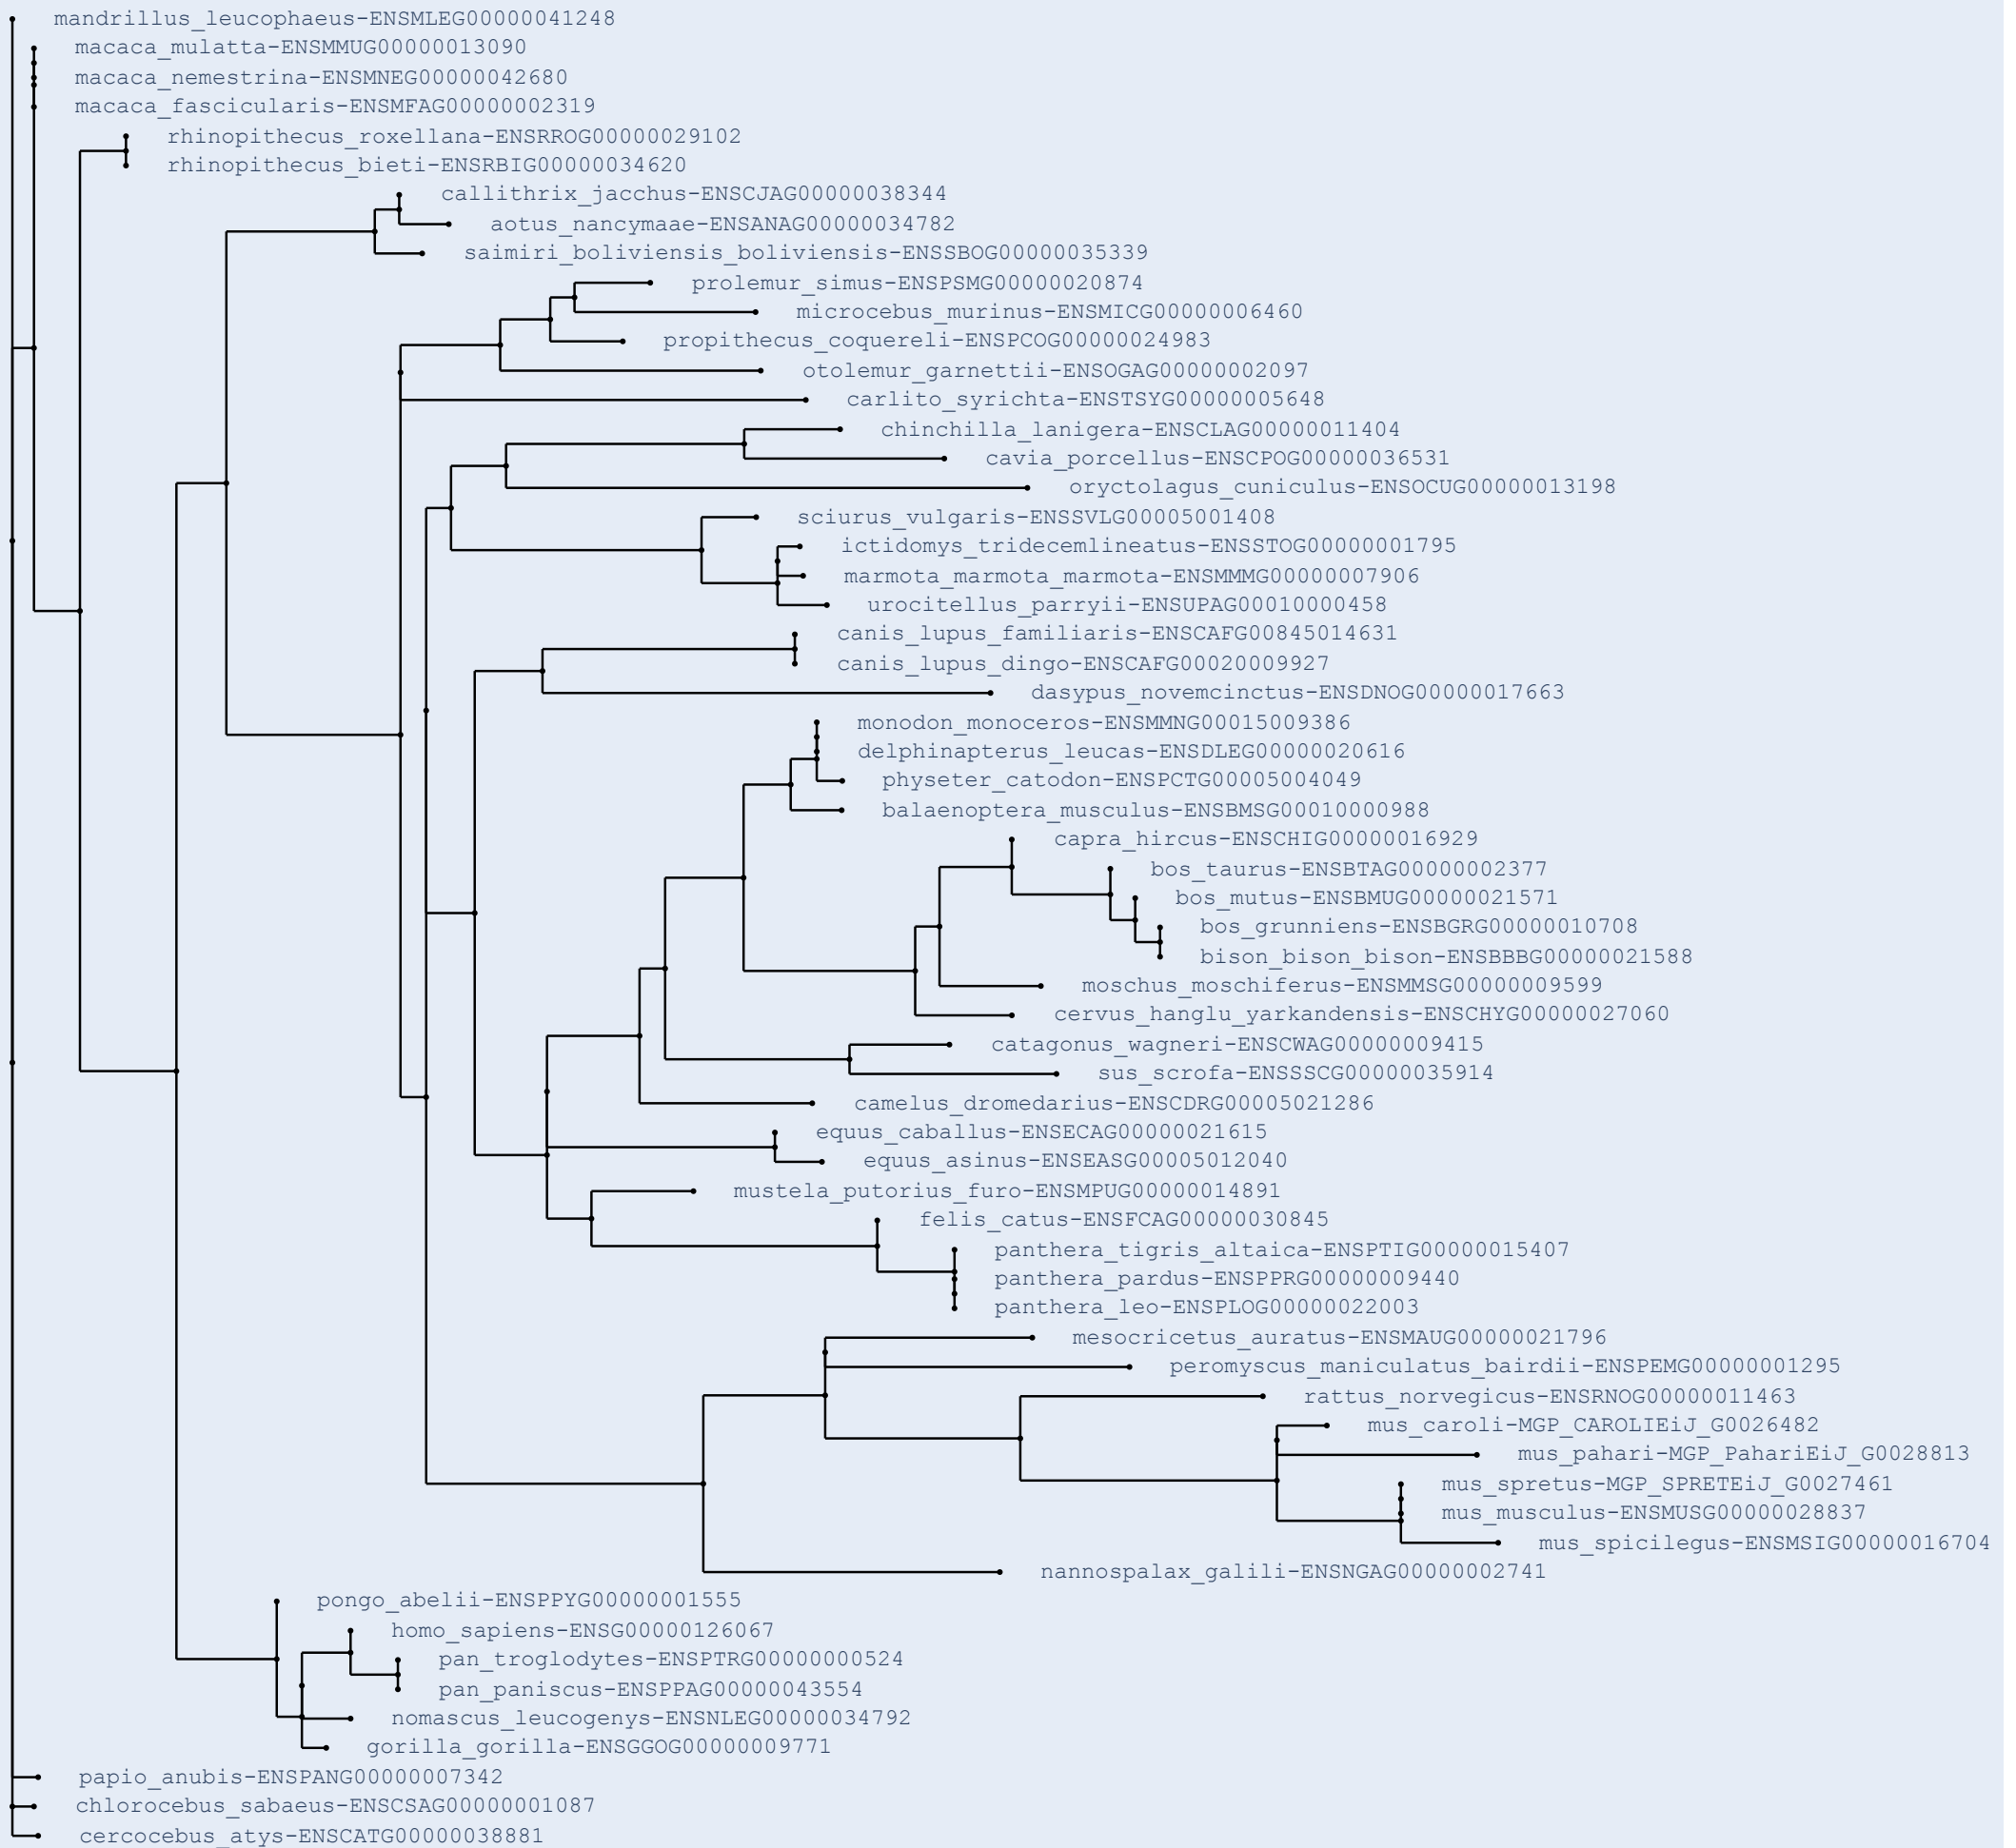 mandrillus_leucophaeus-ENSMLEG00000041248
macaca_mulatta-ENSMMUG00000013090
macaca_nemestrina-ENSMNEG00000042680
macaca_fascicularis-ENSMFAG00000002319
rhinopithecus_roxellana-ENSRROG00000029102
rhinopithecus_bieti-ENSRBIG00000034620
callithrix_jacchus-ENSCJAG00000038344
aotus_nancymaae-ENSANAG00000034782
saimiri_boliviensis_boliviensis-ENSSBOG00000035339
prolemur_simus-ENSPSMG00000020874
microcebus_murinus-ENSMICG00000006460
propithecus_coquereli-ENSPCOG00000024983
otolemur_garnettii-ENSOGAG00000002097
carlito_syrichta-ENSTSYG00000005648
chinchilla_lanigera-ENSCLAG00000011404
cavia_porcellus-ENSCPOG00000036531
oryctolagus_cuniculus-ENSOCUG00000013198
sciurus_vulgaris-ENSSVLG00005001408
ictidomys_tridecemlineatus-ENSSTOG00000001795
marmota_marmota_marmota-ENSMMMG00000007906
urocitellus_parryii-ENSUPAG00010000458
canis_lupus_familiaris-ENSCAFG00845014631
canis_lupus_dingo-ENSCAFG00020009927
dasypus_novemcinctus-ENSDNOG00000017663
monodon_monoceros-ENSMMNG00015009386
delphinapterus_leucas-ENSDLEG00000020616
physeter_catodon-ENSPCTG00005004049
balaenoptera_musculus-ENSBMSG00010000988
capra_hircus-ENSCHIG00000016929
bos_taurus-ENSBTAG00000002377
bos_mutus-ENSBMUG00000021571
bos_grunniens-ENSBGRG00000010708
bison_bison_bison-ENSBBBG00000021588
moschus_moschiferus-ENSMMSG00000009599
cervus_hanglu_yarkandensis-ENSCHYG00000027060
catagonus_wagneri-ENSCWAG00000009415
sus_scrofa-ENSSSCG00000035914
camelus_dromedarius-ENSCDRG00005021286
equus_caballus-ENSECAG00000021615
equus_asinus-ENSEASG00005012040
mustela_putorius_furo-ENSMPUG00000014891
felis_catus-ENSFCAG00000030845
panthera_tigris_altaica-ENSPTIG00000015407
panthera_pardus-ENSPPRG00000009440
panthera_leo-ENSPLOG00000022003
mesocricetus_auratus-ENSMAUG00000021796
peromyscus_maniculatus_bairdii-ENSPEMG00000001295
rattus_norvegicus-ENSRNOG00000011463
mus_caroli-MGP_CAROLIEiJ_G0026482
mus_pahari-MGP_PahariEiJ_G0028813
mus_spretus-MGP_SPRETEiJ_G0027461
mus_musculus-ENSMUSG00000028837
mus_spicilegus-ENSMSIG00000016704
nannospalax_galili-ENSNGAG00000002741
pongo_abelii-ENSPPYG00000001555
homo_sapiens-ENSG00000126067
pan_troglodytes-ENSPTRG00000000524
pan_paniscus-ENSPPAG00000043554
nomascus_leucogenys-ENSNLEG00000034792
gorilla_gorilla-ENSGGOG00000009771
papio_anubis-ENSPANG00000007342
chlorocebus_sabaeus-ENSCSAG00000001087
cercocebus_atys-ENSCATG00000038881